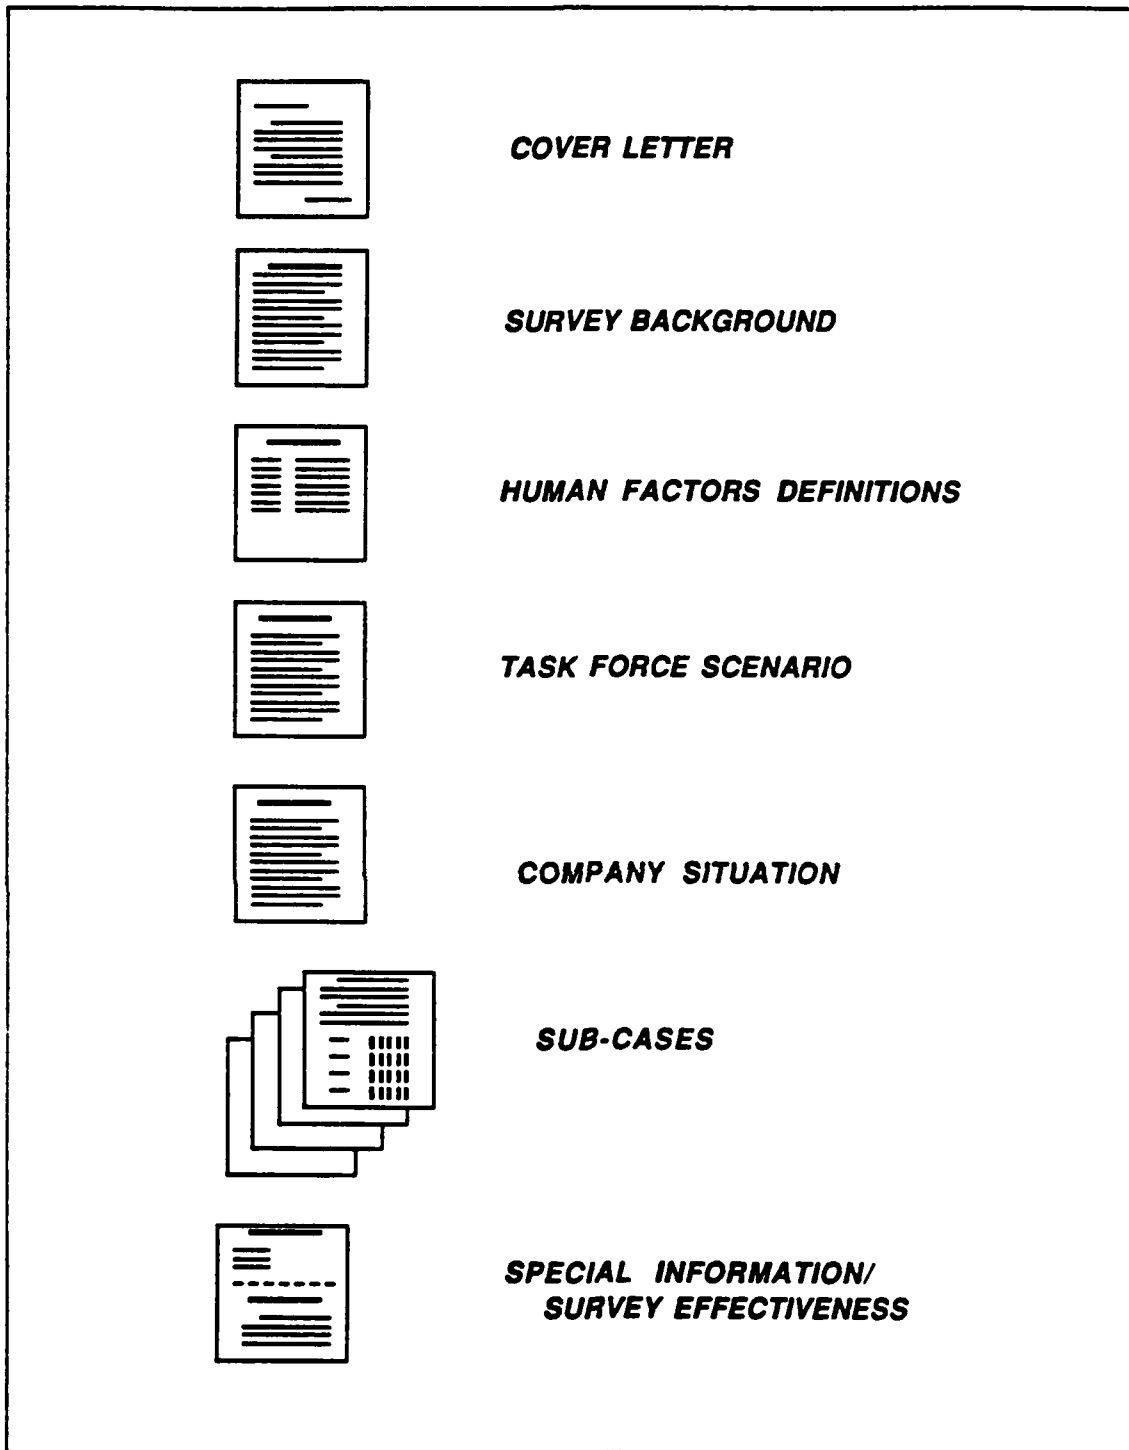 COVER LETTER
SURVEY BACKGROUND
HUMAN FACTORS DEFINITIONS
TASK FORCE SCENARIO
COMPANY SITUATION
SUB-CASES
SPECIAL INFORMATION/
SURVEY EFFECTIVENESS